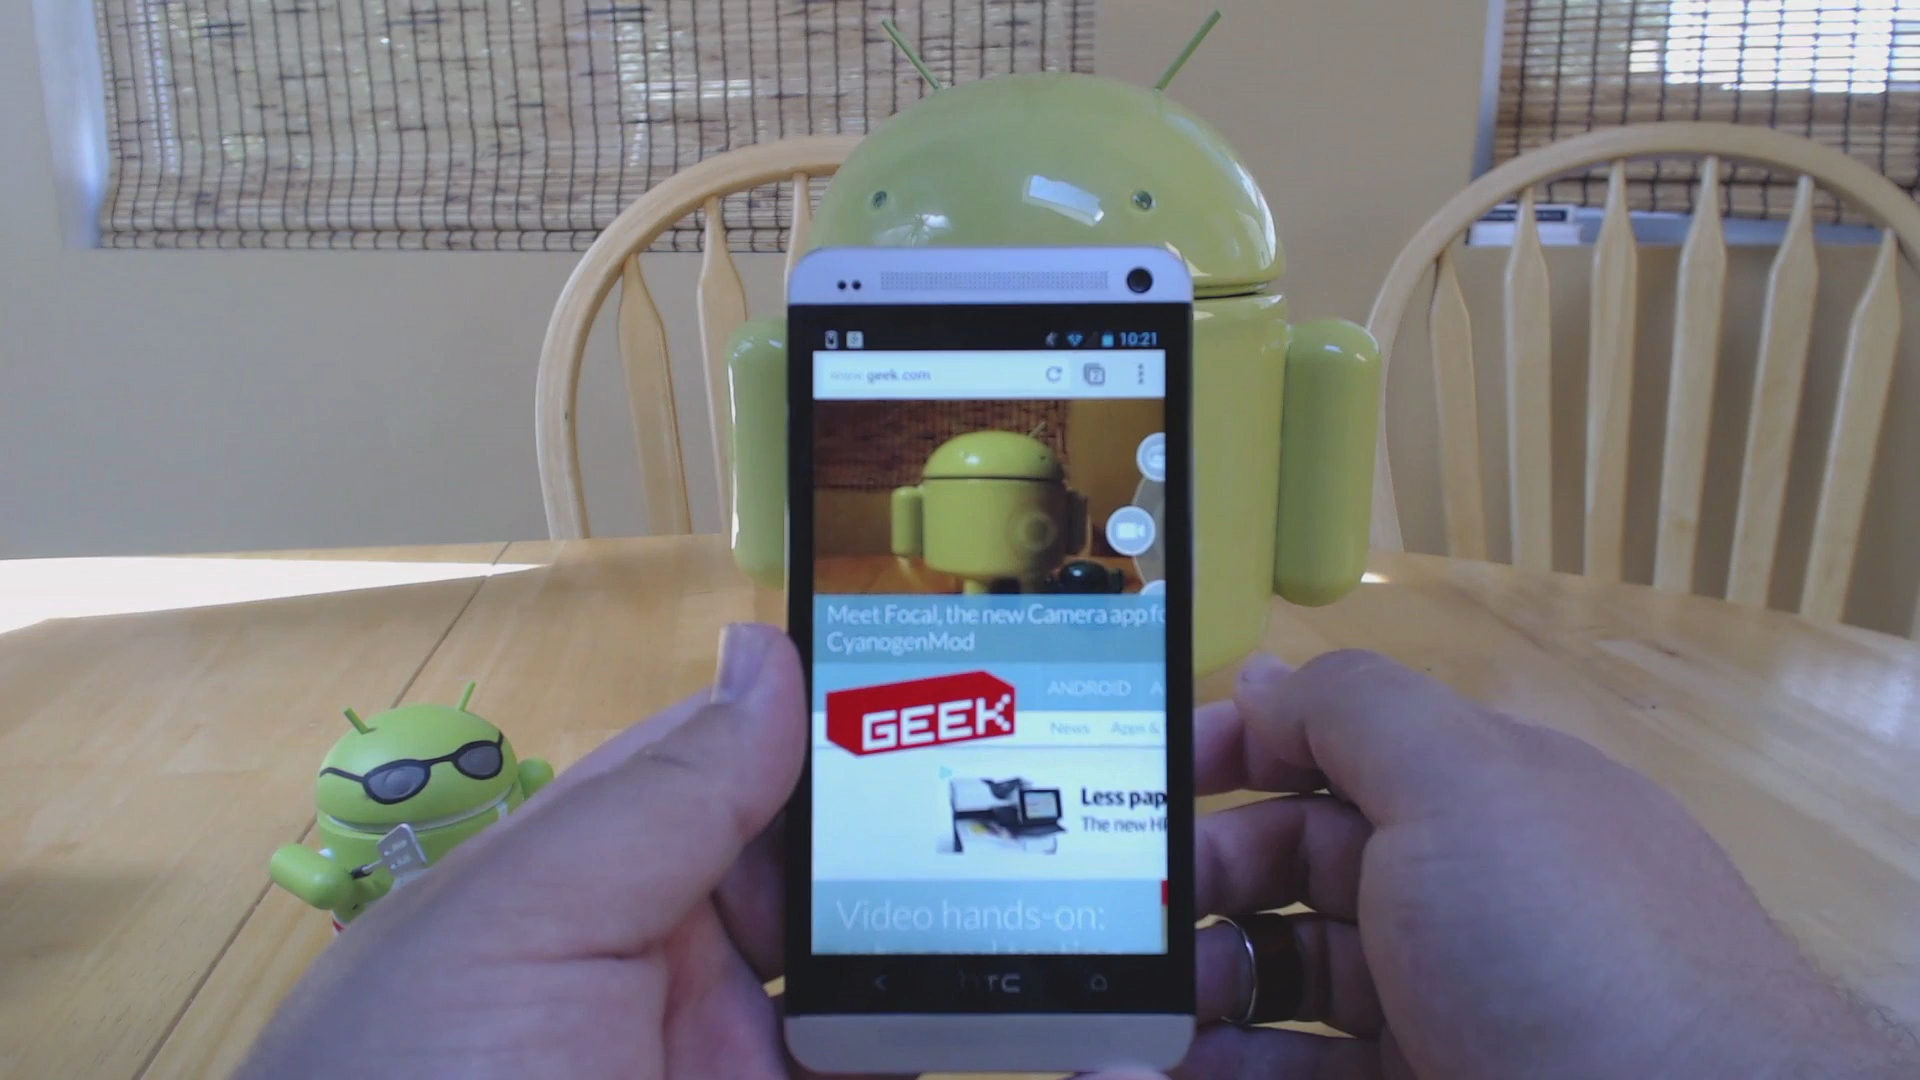 10:21
www.geek.com
Meet Focal, the new Camera app fo
CyanogenMod
GEEK
ANDROID A
News Apps &
Less pap
The new H
Video hands-on:
hTC